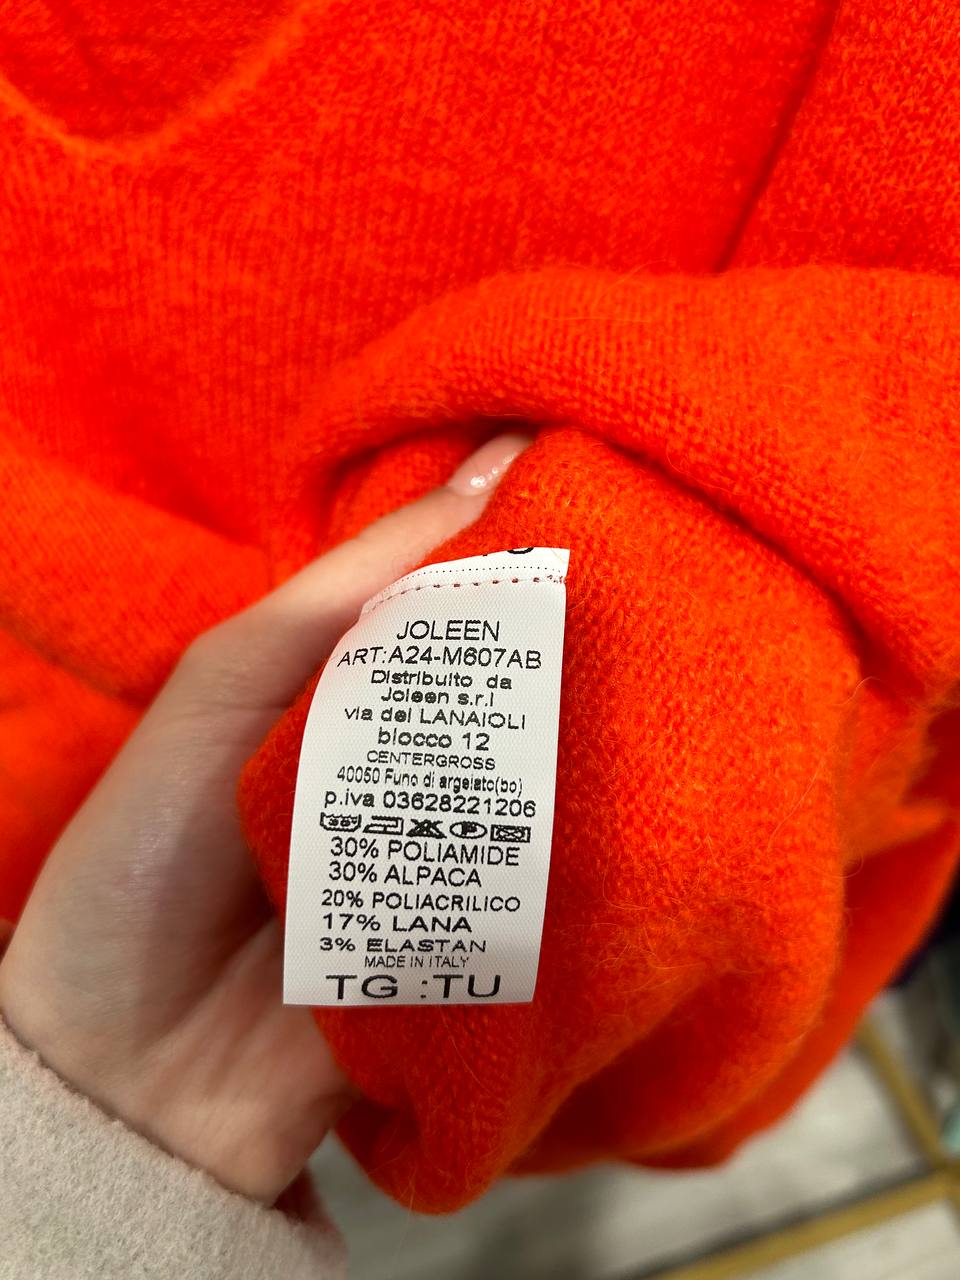 JOLEEN
ART:A24-M607AB
Distribuito da
Joleen s.r.l
via dei LANAIOLI
blocco 12
CENTERGROSS
40050 Funo di argelato(bo)
p.iva 03628221206
30% POLIAMIDE
30% ALPACA
20% POLIACRILICO
17% LANA
3% ELASTAN
MADE IN ITALY
TG :TU